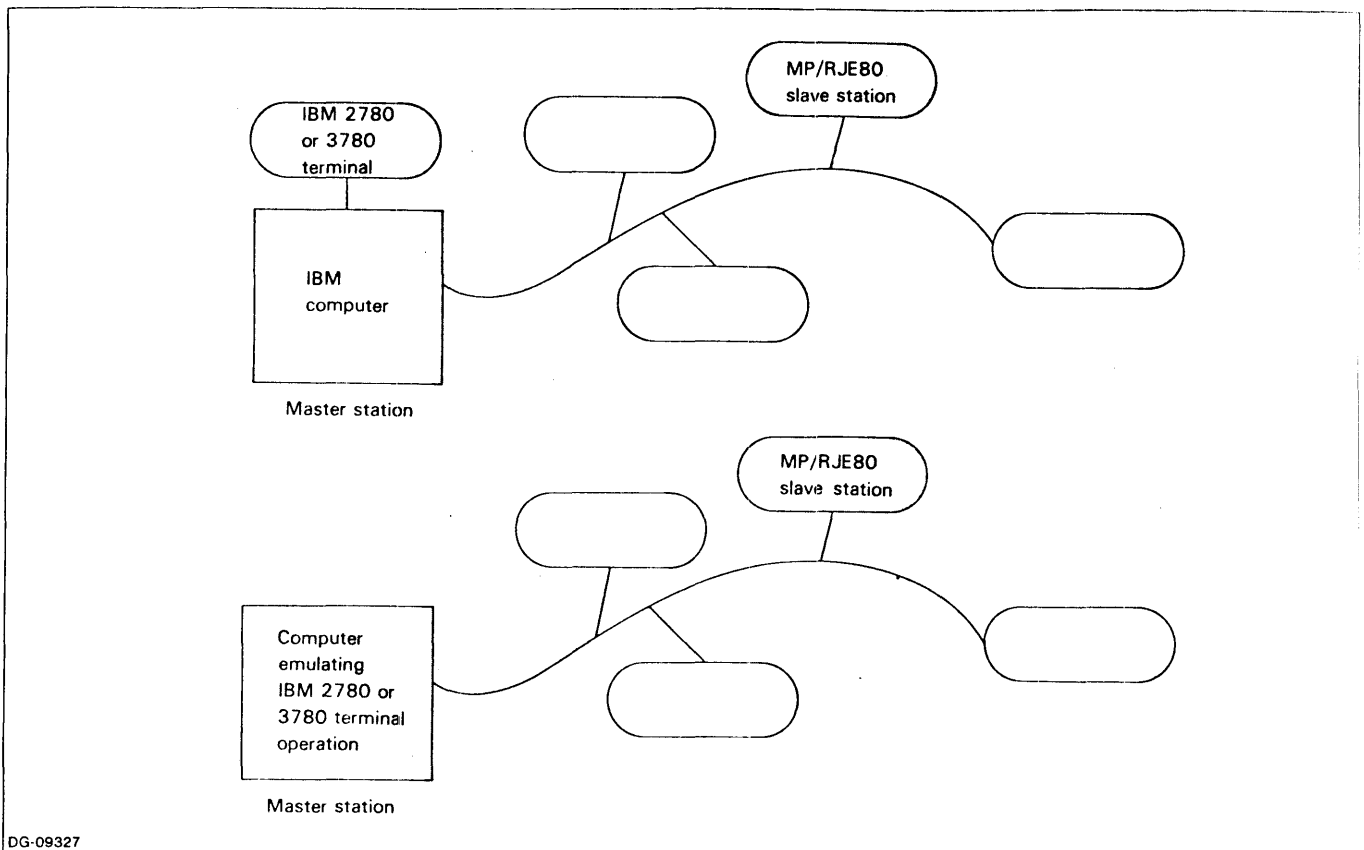 MP/RJE80
slave station
IBM 2780
or 3780
terminal
IBM
computer
Master station
MP/RJE80
slave station
Computer
emulating
IBM 2780 or
3780 terminal
operation
Master station
DG-09327